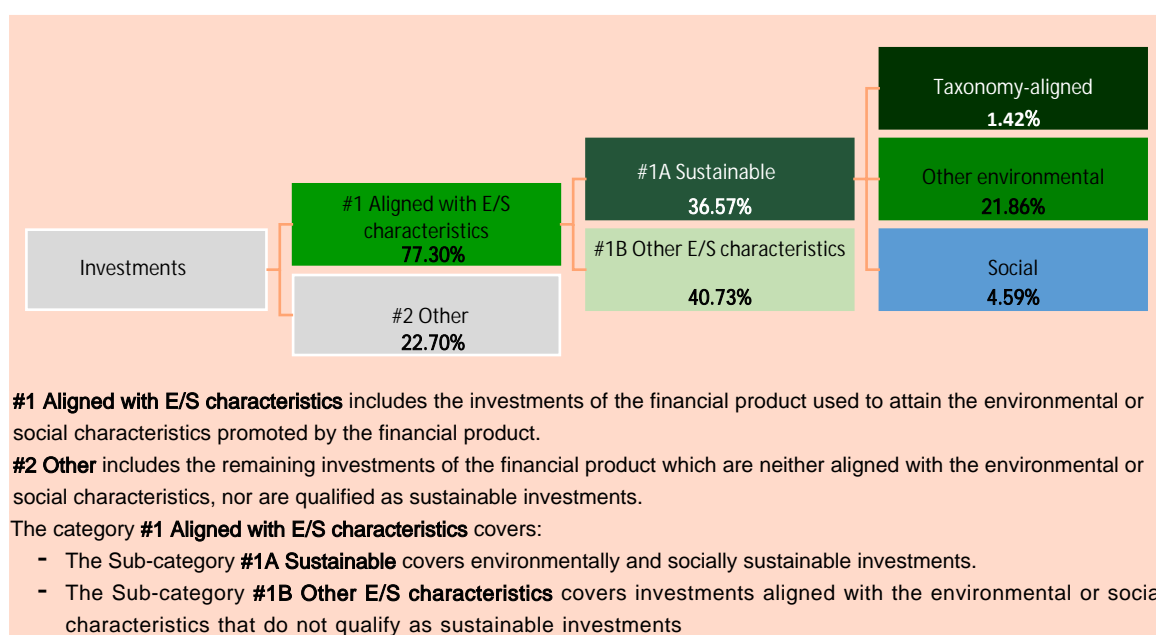 Taxonomy-aligned
1.42%
#1A Sustainable
36.57%
Other environmental
21.86%
#1 Aligned with E/S
characteristics
77.30%
#1B Other E/S characteristics
40.73%
Investments
Social
4.59%
#2 Other
22.70%
#1 Aligned with E/S characteristics includes the investments of the financial product used to attain the environmental or
social characteristics promoted by the financial product.
#2 Other includes the remaining investments of the financial product which are neither aligned with the environmental or
social characteristics, nor are qualified as sustainable investments.
The category #1 Aligned with E/S characteristics covers:
- The Sub-category #1A Sustainable covers environmentally and socially sustainable investments.
- The Sub-category #1B Other E/S characteristics covers investments aligned with the environmental or socia
characteristics that do not qualify as sustainable investments